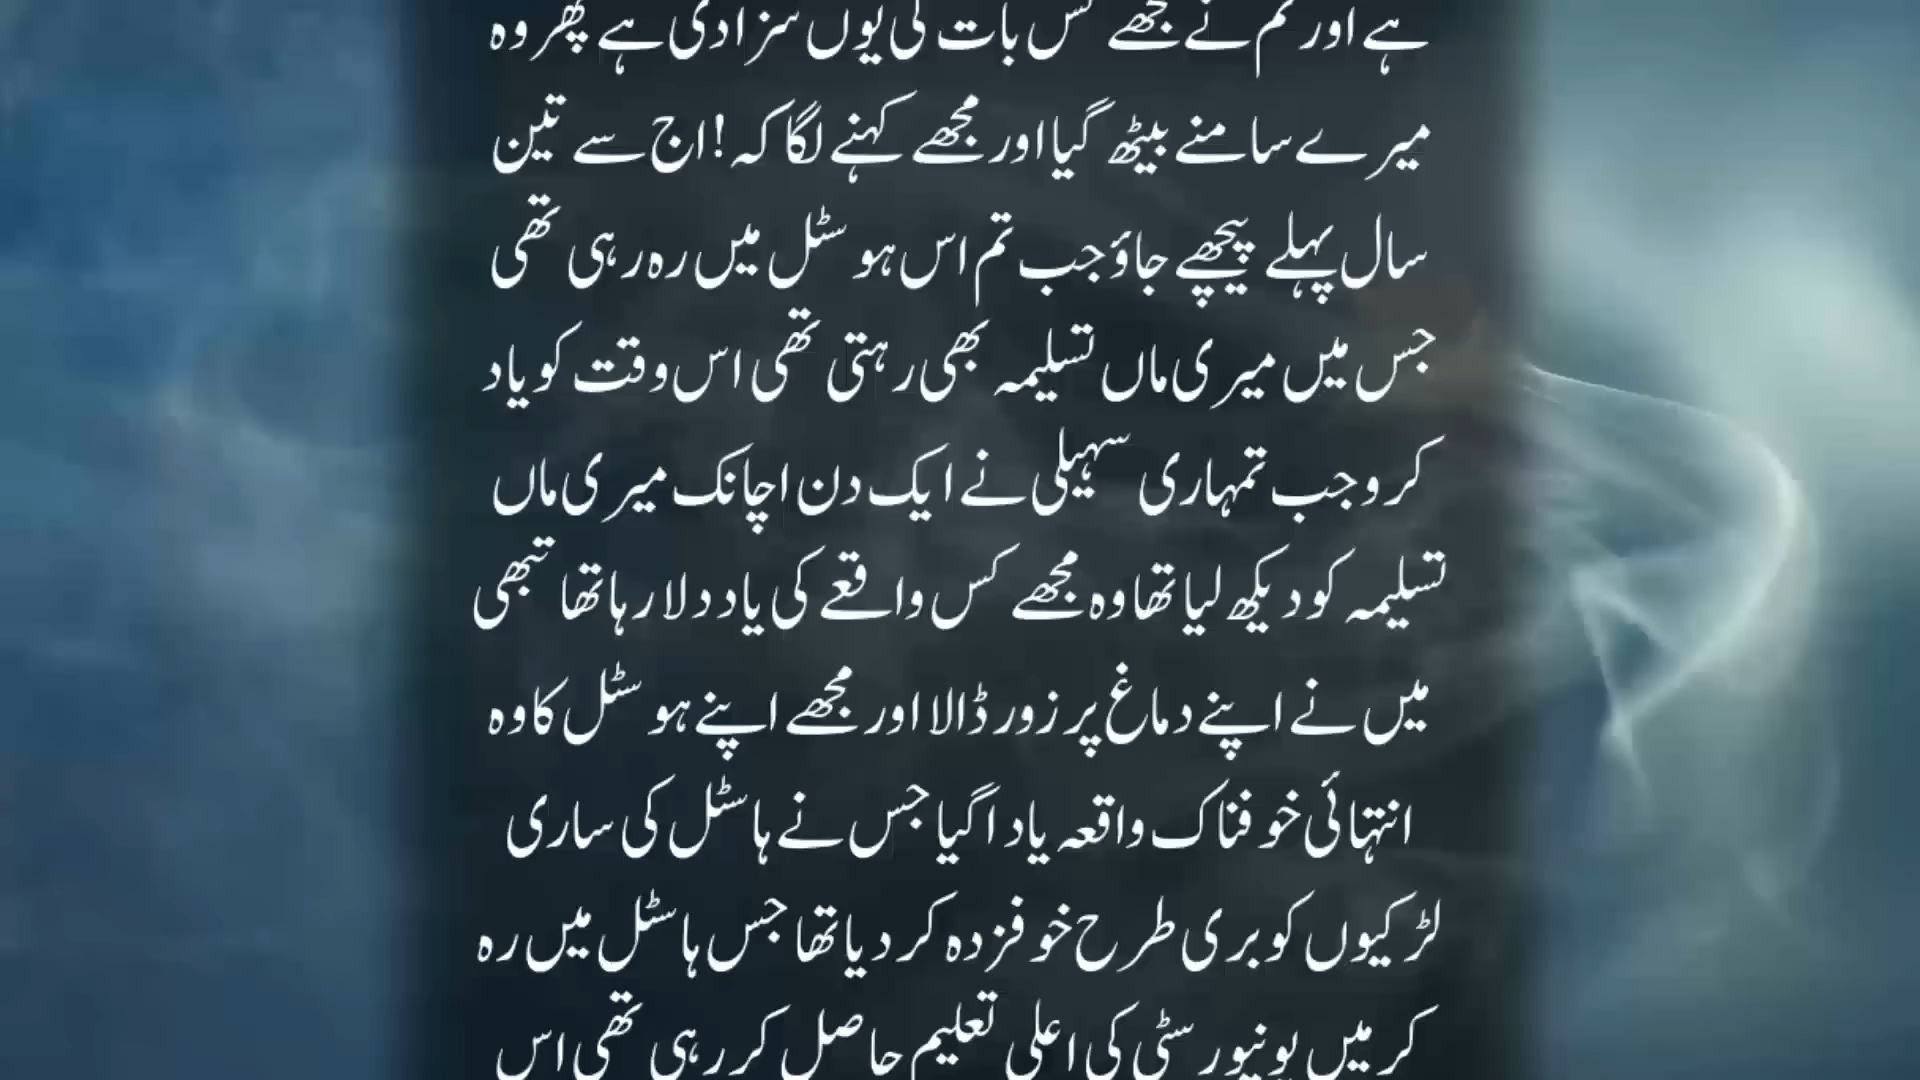 ہے اور تم نے مجھے کس بات کی یوں سزا دی ہے پھر وہ
میرے سامنے بیٹھ گیا اور مجھے کہنے لگا کہ! اج سے تین
سال پہلے پیچھے جاؤ جب تم اس ہوسٹل میں رہ رہی تھی
جس میں میری ماں تسلیمہ بھی رہتی تھی اس وقت کو یاد
کرو جب تمہاری سہیلی نے ایک دن اچانک میری ماں
تسلیمہ کو دیکھ لیا تھا وہ مجھے کس واقعے کی یاد دلا رہا تھا تبھی
میں نے اپنے دماغ پر زور ڈالا اور مجھے اپنے ہوسٹل کا وہ
انتہائی خوفناک واقعہ یاد اگیا جس نے ہاسٹل کی ساری
لڑکیوں کو بری طرح خوفزدہ کر دیا تھا جس ہاسٹل میں رہ
کر میں یونیورسٹی کی اعلی تعلیم حاصل کر رہی تھی اس